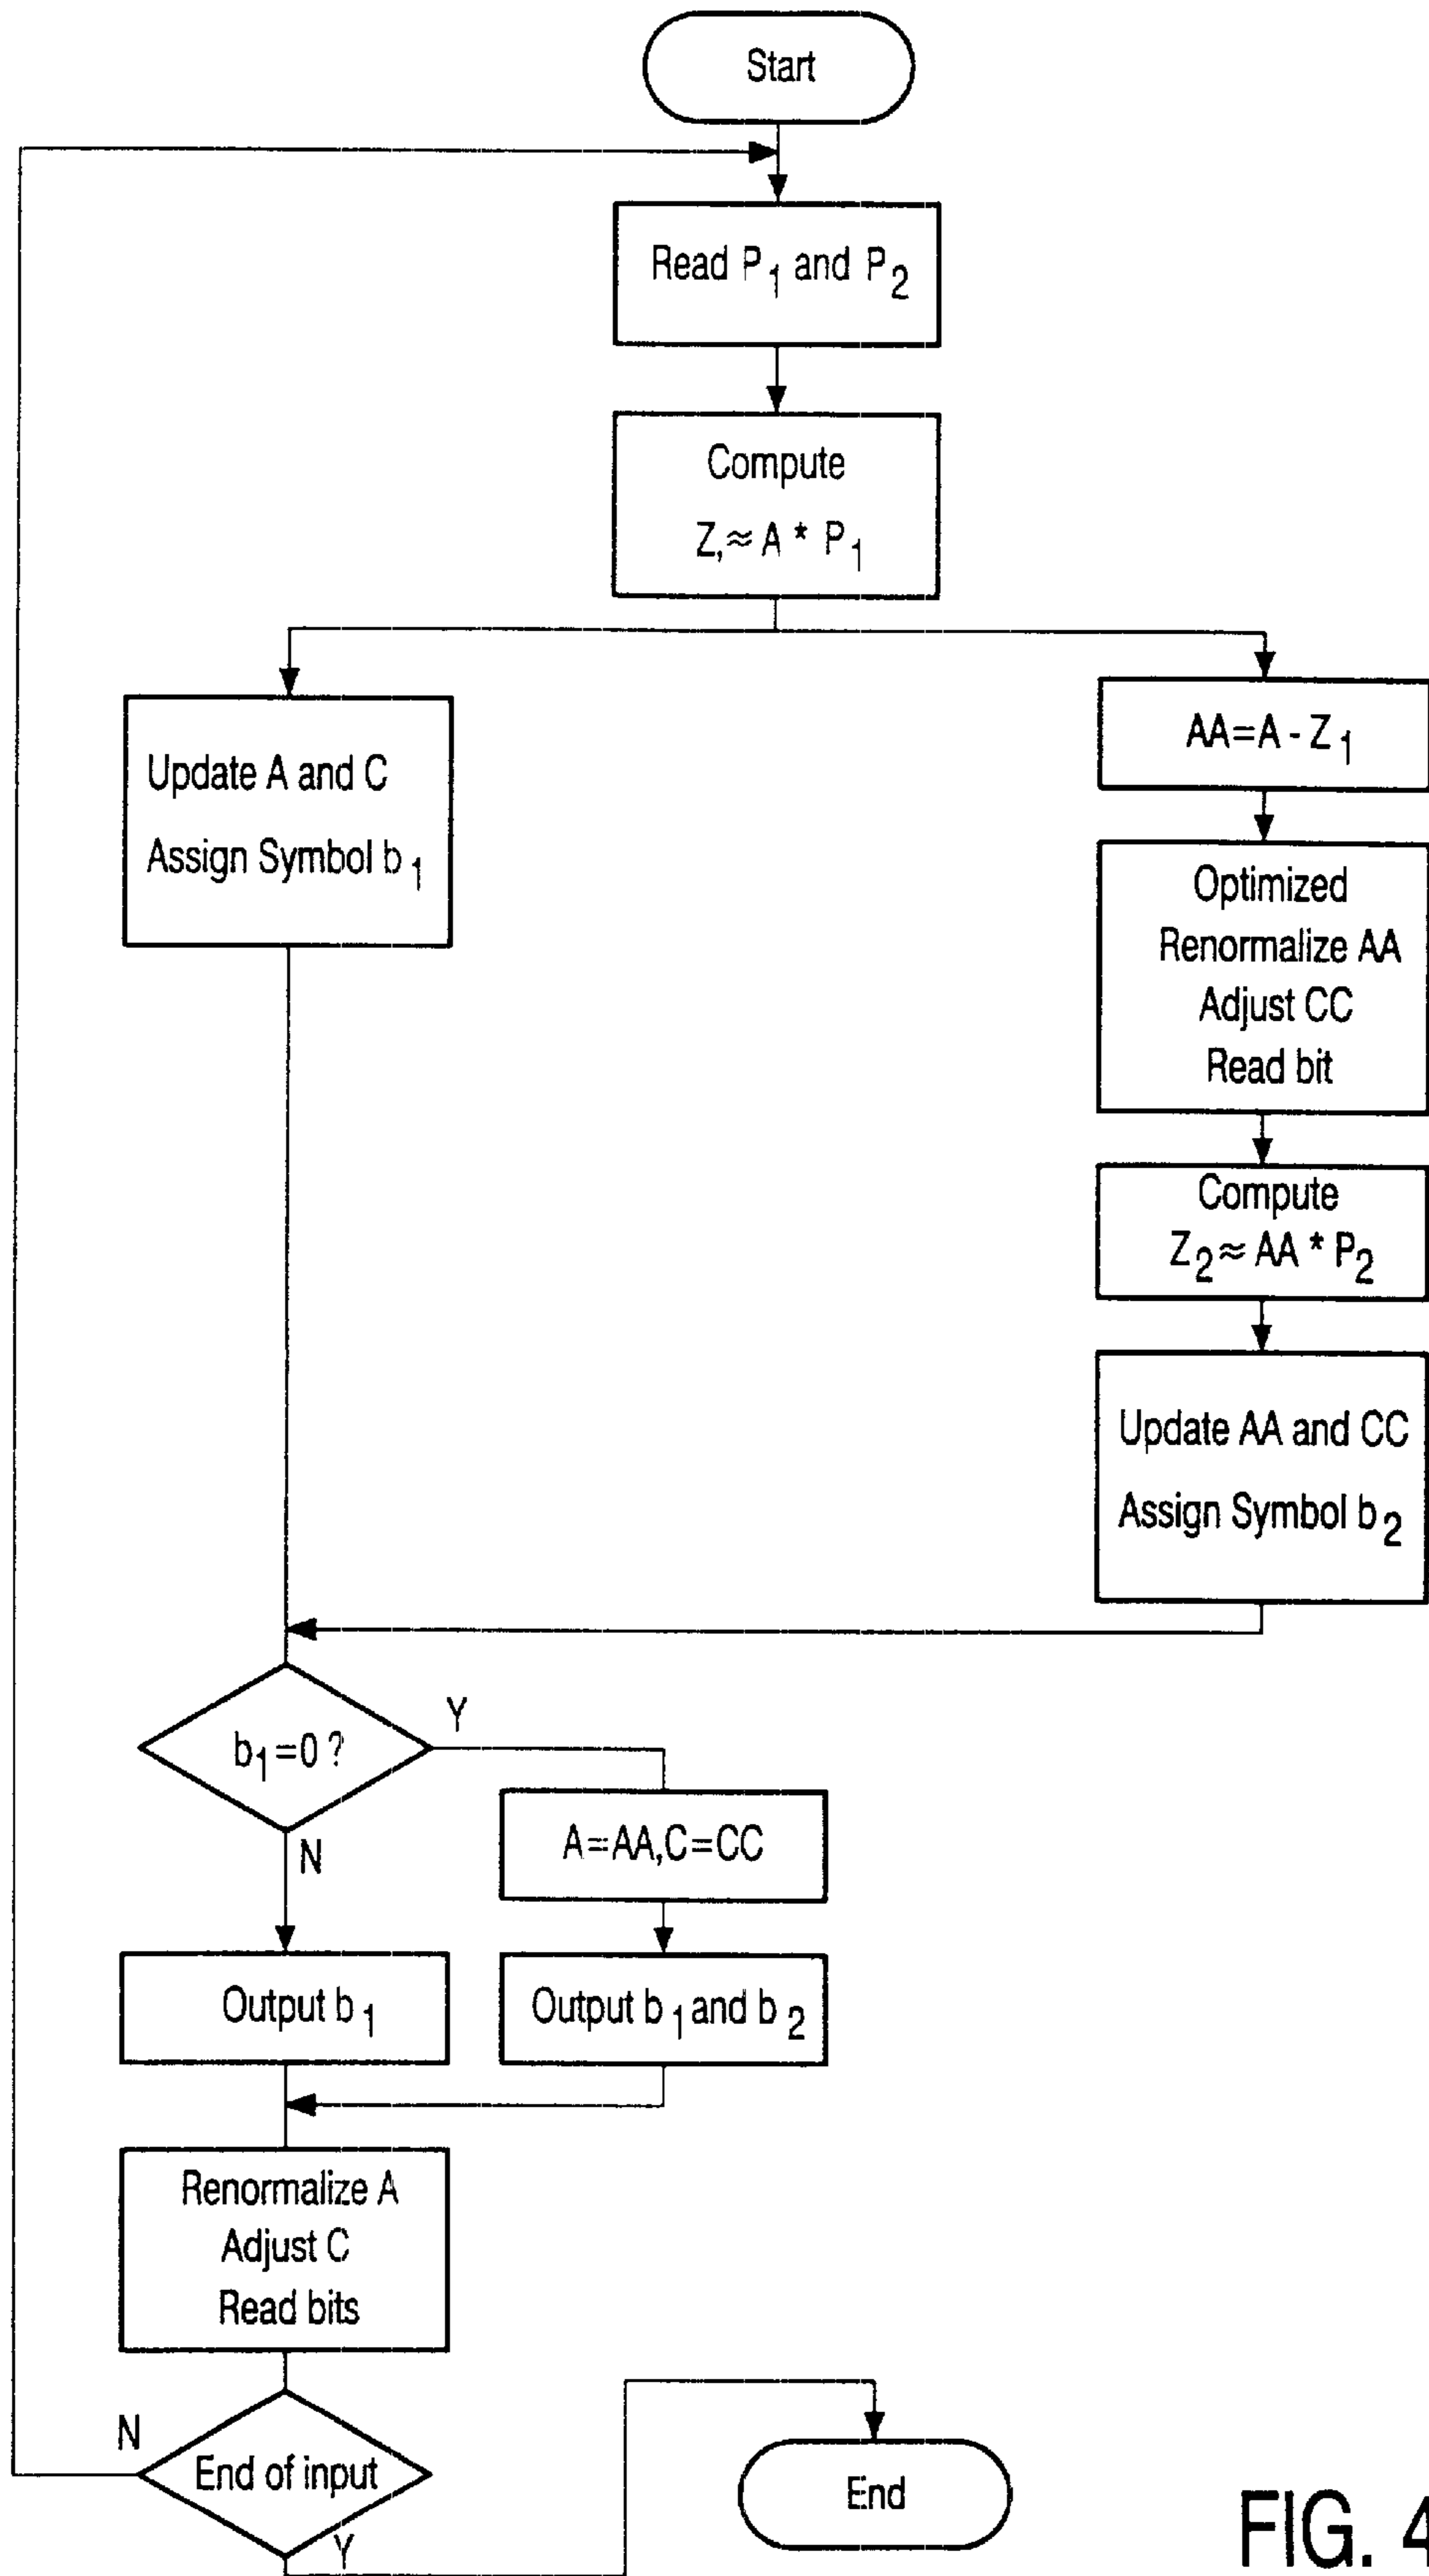 Start
Read P₁ and P₂
Compute
Z,≈ A * P₁
Update A and C
Assign Symbol b₁
AA=A - Z₁
Optimized
Renormalize AA
Adjust CC
Read bit
Compute
Z₂≈ AA * P₂
Update AA and CC
Assign Symbol b₂
b₁=0 ?
Y
N
A=AA,C=CC
Output b₁
Output b₁ and b₂
Renormalize A
Adjust C
Read bits
N
End of input
Y
End
FIG. 4